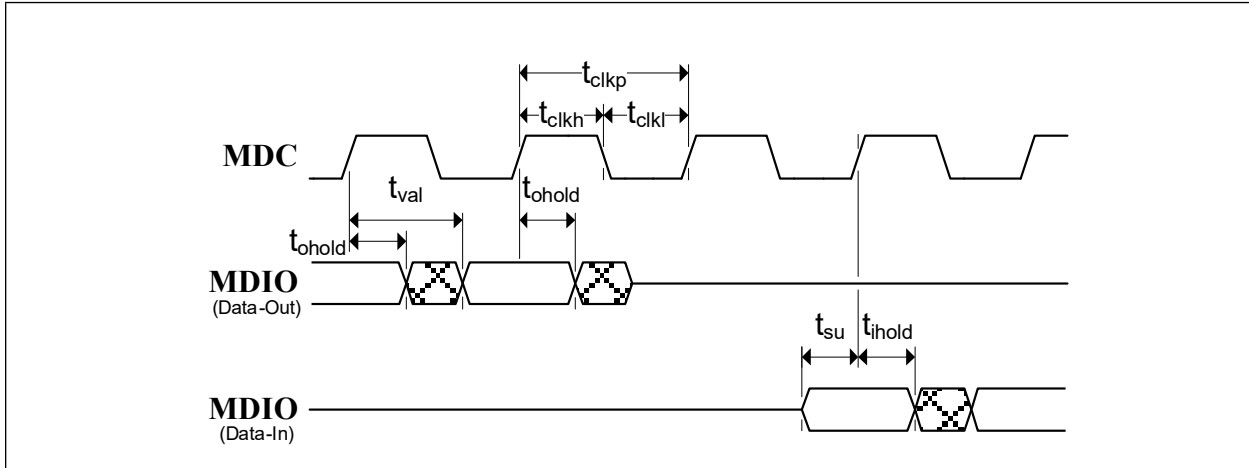 tclkp
tclkh tclkl
MDC
tval tohold
tohold
MDIO
(Data-Out)
tsu tihold
MDIO
(Data-In)